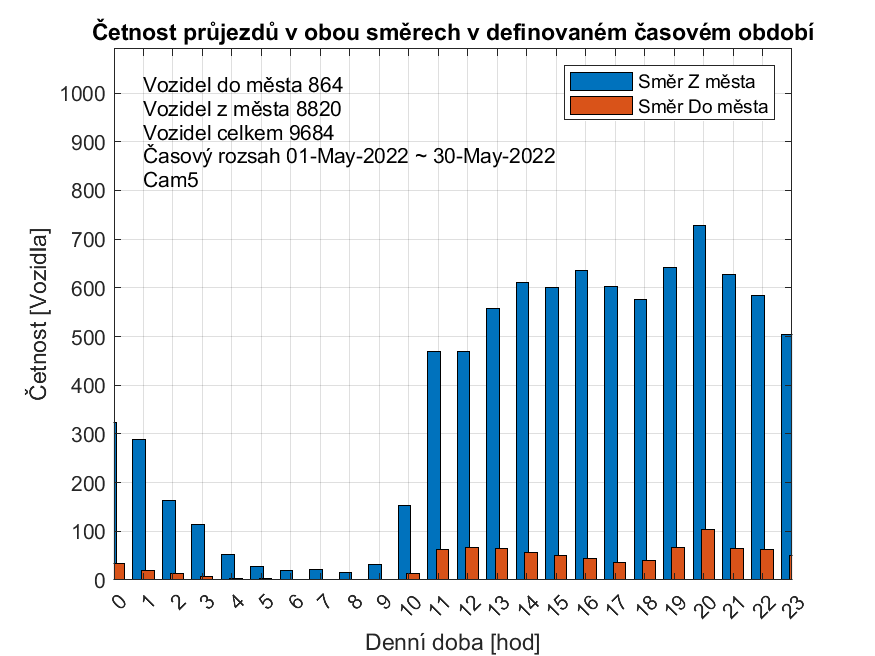 Četnost průjezdů v obou směrech v definovaném časovém období
Vozidel do města 864
Vozidel z města 8820
Vozidel celkem 9684
Časový rozsah 01-May-2022 ~ 30-May-2022
Cam5
Směr Z města
Směr Do města
Četnost [Vozidla]
1000
900
800
700
600
500
400
300
200
100
0
0 1 2 3 4 5 6 7 8 9 10 11 12 13 14 15 16 17 18 19 20 21 22 23
Denní doba [hod]